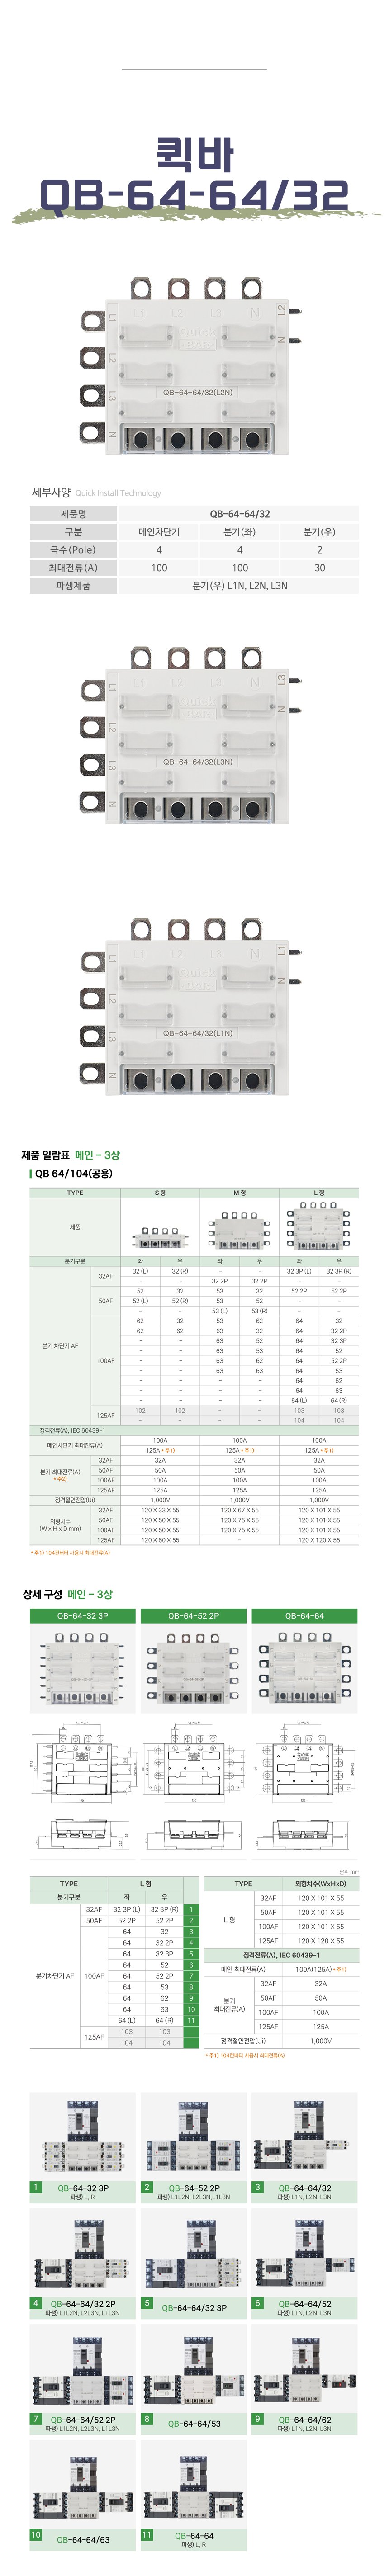 퀵바
QB-64-64/32
L1 L2 L3 N L2
L1
L2
L3
N
N
QB-64-64/32(L2N)
세부사양 Quick Install Technology
제품명 QB-64-64/32
구분 메인차단기 분기(좌) 분기(우)
극수(Pole) 4 4 2
최대전류(A) 100 100 30
파생제품 분기(우) L1N, L2N, L3N
L1 L2 L3 N L3
L1
L2
L3
N
N
QB-64-64/32(L3N)
L1 L2 L3 N L1
L1
L2
L3
N
N
QB-64-64/32(L1N)
제품 일람표 메인 - 3상
QB 64/104(공용)
TYPE S 형 M 형 L 형
제품
분기구분 좌 우 좌 우 좌 우
분기 차단기 AF
32AF 32 (L) 32 (R) - - 32 3P (L) 32 3P (R)
- - 32 2P 32 2P - -
50AF 52 32 53 32 52 2P 52 2P
52 (L) 52 (R) 53 52 - -
- - 53 (L) 53 (R) - -
100AF 62 32 53 62 64 32
62 62 63 32 64 32 2P
- - 63 52 64 32 3P
- - 63 53 64 52
- - 63 62 64 52 2P
- - 63 63 64 53
- - - - 64 62
- - - - 64 63
- - - - 64 (L) 64 (R)
125AF 102 102 - - 103 103
- - - - 104 104
정격전류(A), IEC 60439-1
메인차단기 최대전류(A) 100A 100A 100A
125A *주1) 125A *주1) 125A *주1)
분기 최대전류(A) *주2)
32AF 32A 32A 32A
50AF 50A 50A 50A
100AF 100A 100A 100A
125AF 125A 125A 125A
정격절연전압(Ui) 1,000V 1,000V 1,000V
외형치수 (W x H x D mm)
32AF 120 X 33 X 55 120 X 67 X 55 120 X 101 X 55
50AF 120 X 50 X 55 120 X 75 X 55 120 X 101 X 55
100AF 120 X 50 X 55 120 X 75 X 55 120 X 101 X 55
125AF 120 X 60 X 55 - 120 X 120 X 55
*주1) 104컨버터 사용시 최대전류(A)
상세 구성 메인 - 3상
QB-64-32 3P QB-64-52 2P QB-64-64
단위 mm
TYPE L 형
분기구분 좌 우
분기차단기 AF
32AF 32 3P (L) 32 3P (R) 1
50AF 52 2P 52 2P 2
100AF 64 32 3
64 32 2P 4
64 32 3P 5
64 52 6
64 52 2P 7
64 53 8
64 62 9
64 63 10
64 (L) 64 (R) 11
125AF 103 103
104 104
TYPE 외형치수(WxHxD)
L 형
32AF 120 X 101 X 55
50AF 120 X 101 X 55
100AF 120 X 101 X 55
125AF 120 X 120 X 55
정격전류(A), IEC 60439-1
메인 최대전류(A) 100A(125A) *주1)
분기 최대전류(A)
32AF 32A
50AF 50A
100AF 100A
125AF 125A
정격절연전압(Ui) 1,000V
*주1) 104컨버터 사용시 최대전류(A)
1 QB-64-32 3P
파생) L, R
2 QB-64-52 2P
파생) L1L2N, L2L3N,L1L3N
3 QB-64-64/32
파생) L1N, L2N, L3N
4 QB-64-64/32 2P
파생) L1L2N, L2L3N, L1L3N
5 QB-64-64/32 3P
6 QB-64-64/52
파생) L1N, L2N, L3N
7 QB-64-64/52 2P
파생) L1L2N, L2L3N, L1L3N
8 QB-64-64/53
9 QB-64-64/62
파생) L1N, L2N, L3N
10 QB-64-64/63
11 QB-64-64
파생) L, R